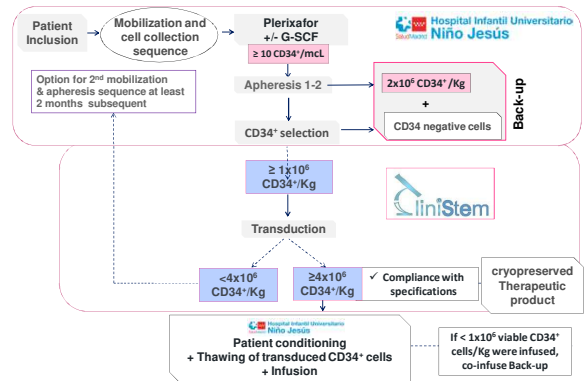 Patient
Inclusion
Mobilization and
cell collection
sequence
Plerixafor
+/- G-SCF
≥ 10 CD34⁺/mcL
SaludMadrid
Hospital Infantil Universitario
Niño Jesús
Option for 2nd mobilization
& apheresis sequence at least
2 months subsequent
Apheresis 1-2
2x10⁶ CD34⁺/Kg
+
CD34 negative cells
Back-up
CD34⁺ selection
≥ 1x10⁶
CD34⁺/Kg
CliniStem
Transduction
<4x10⁶
CD34⁺/Kg
≥4x10⁶
CD34⁺/Kg
✓ Compliance with
specifications
cryopreserved
Therapeutic
product
Hospital Infantil Universitario
Niño Jesús
Patient conditioning
+ Thawing of transduced CD34⁺ cells
+ Infusion
If < 1x10⁶ viable CD34⁺
cells/Kg were infused,
co-infuse Back-up